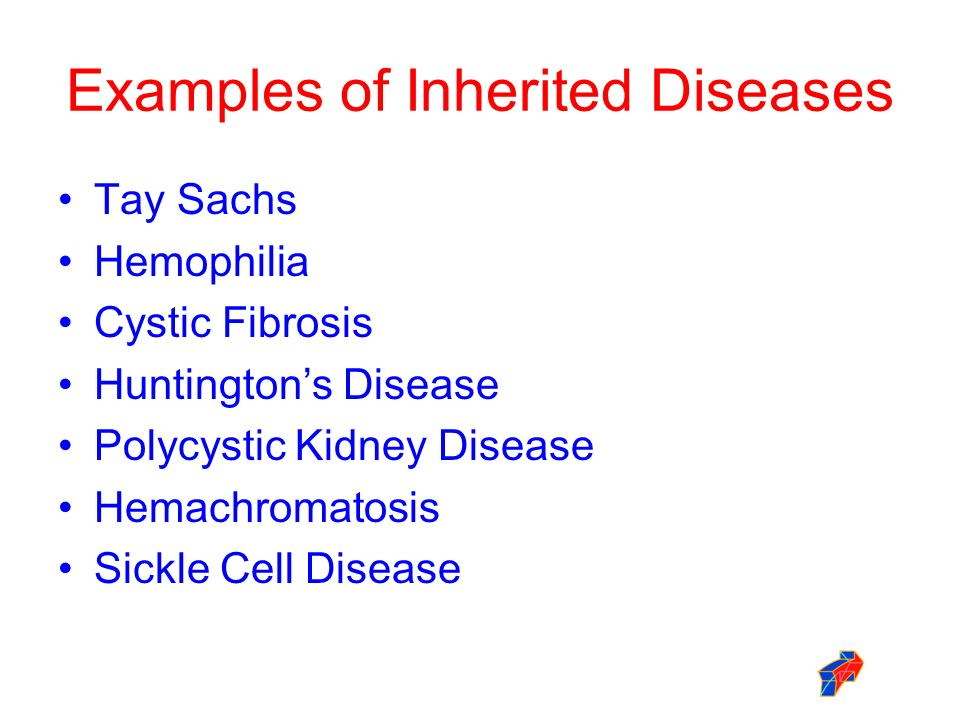 Examples of Inherited Diseases
• Tay Sachs
• Hemophilia
• Cystic Fibrosis
• Huntington’s Disease
• Polycystic Kidney Disease
• Hemachromatosis
• Sickle Cell Disease